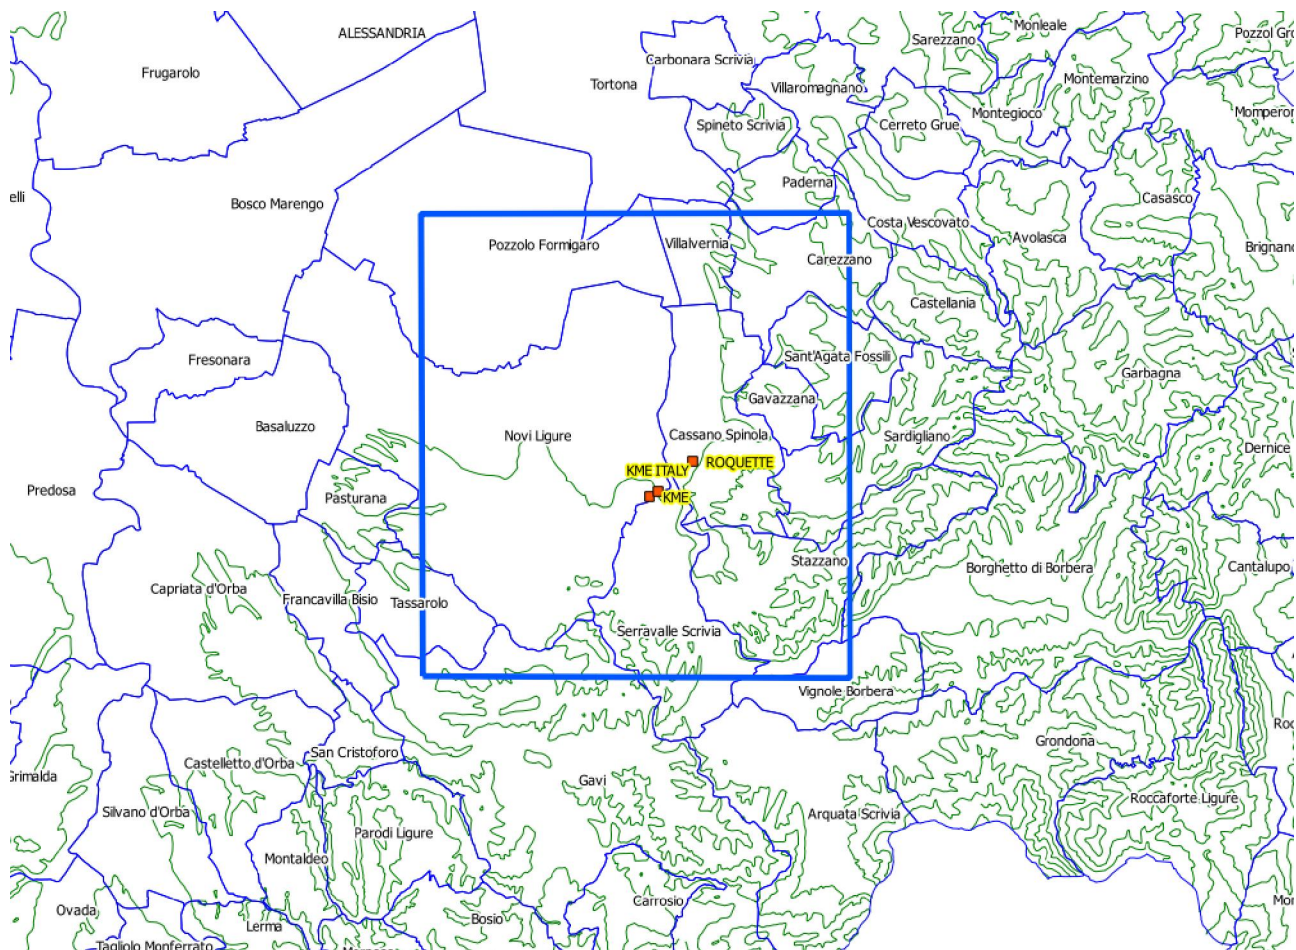 Monleale
ALESSANDRIA
Pozzol Gro
Sarezzano
Carbonara Scrivia
Frugarolo
Montemarzino
Tortona
Villaromagnano
Montegioco
Momperon
Spineto Scrivia
Cerreto Grue
Paderna
elli
Casasco
Bosco Marengo
Costa Vescovato
Avolasca
Pozzolo Formigaro
Villalvernia
Brignano
Carezzano
Castellania
Fresonara
Sant'Agata Fossili
Garbagna
Gavazzana
Basaluzzo
Novi Ligure
Cassano Spinola
Sardigliano
Dernice
ROQUETTE
KME ITALY
Predosa
Pasturana
KME
Stazzano
Borghetto di Borbera
Cantalupo
Capriata d'Orba
Francavilla Bisio
Tassarolo
Serravalle Scrivia
Vignole Borbera
Grondona
San Cristoforo
Castelletto d'Orba
Grimalda
Gavi
Roccaforte Ligure
Silvano d'Orba
Arquata Scrivia
Parodi Ligure
Montaldeo
Carrosio
Ovada
Bosio
Lerma
Tagliolo Monferrato